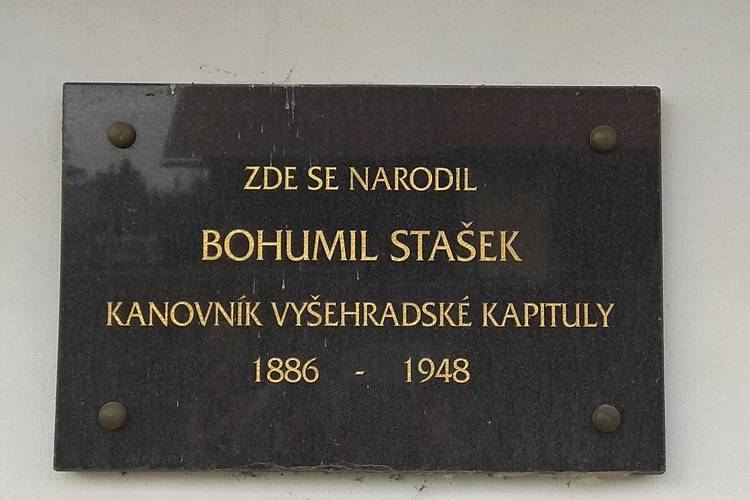 ZDE SE NARODIL
BOHUMIL STAŠEK
KANOVNÍK VYŠEHRADSKÉ KAPITULY
1886 - 1948